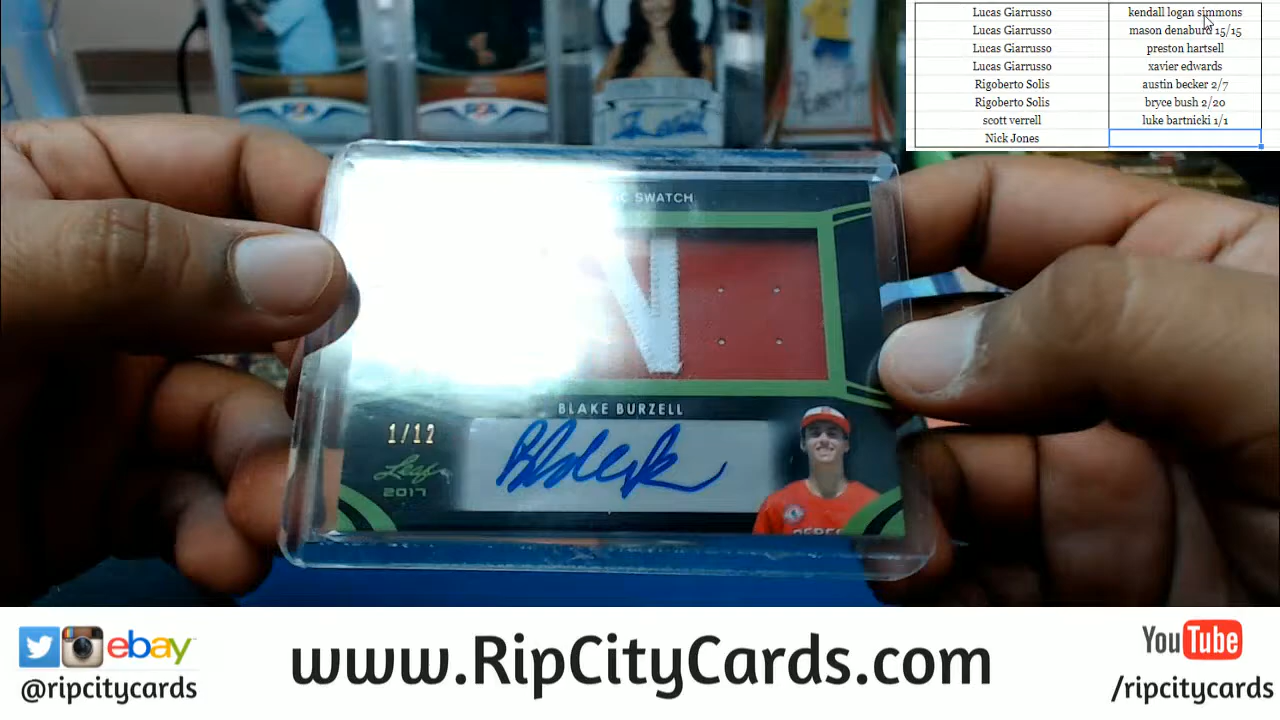 Lucas Giarrusso kendall logan simmons
Lucas Giarrusso mason denaburg 15/15
Lucas Giarrusso preston hartsell
Lucas Giarrusso xavier edwards
Rigoberto Solis austin becker 2/7
Rigoberto Solis bryce bush 2/20
scott verrell luke bartnicki 1/1
Nick Jones
SWATCH
BLAKE BURZELL
1/12
Leaf
2017
ebay
@ripcitycards
www.RipCityCards.com
YouTube
/ripcitycards